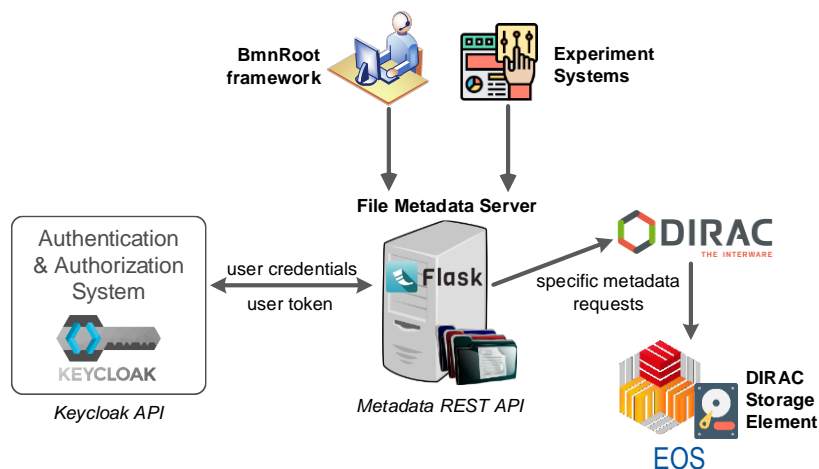 BmnRoot
framework
Experiment
Systems
File Metadata Server
Authentication
& Authorization
System
KEYCLOAK
Keycloak API
user credentials
user token
Flask
Metadata REST API
DIRAC
THE INTERWARE
specific metadata
requests
DIRAC
Storage
Element
EOS